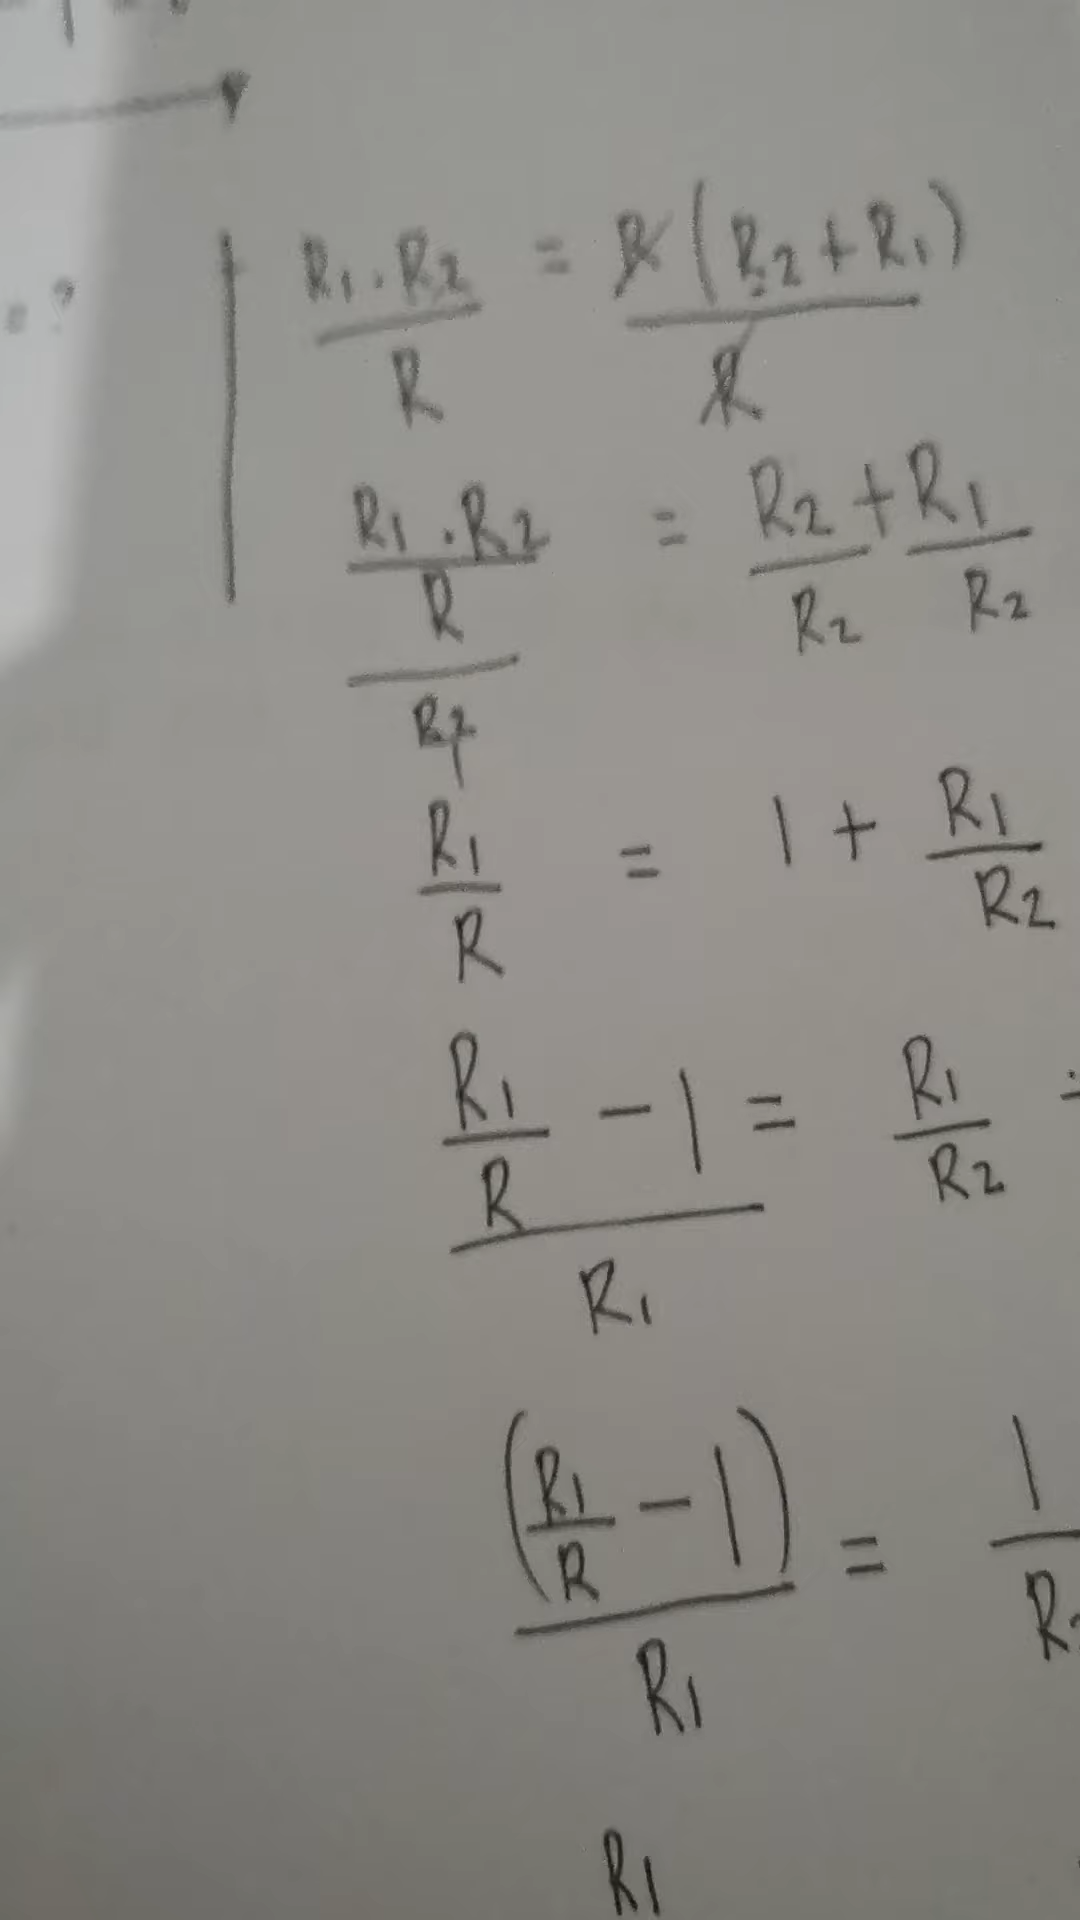 = ?
R1 . R2 / R = R (R2 + R1) / R
R1 . R2 / R / R2 = R2 / R2 + R1 / R2
R1 / R = 1 + R1 / R2
R1 / R - 1 / R1 = R1 / R2 ÷
(R1 / R - 1) / R1 = 1 / R2
R1